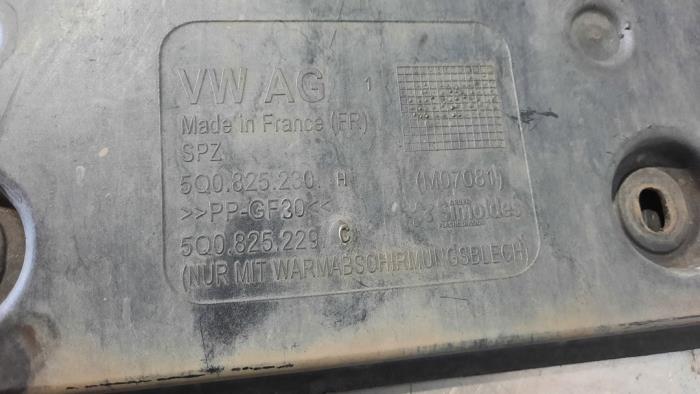 VW AG 1
Made in France (FR)
SPZ
5Q0.825.230. H (M07081)
>>PP-GF30<< simoldes
5Q0.825.229. C
(NUR MIT WARMABSCHIRMUNGSBLECH)